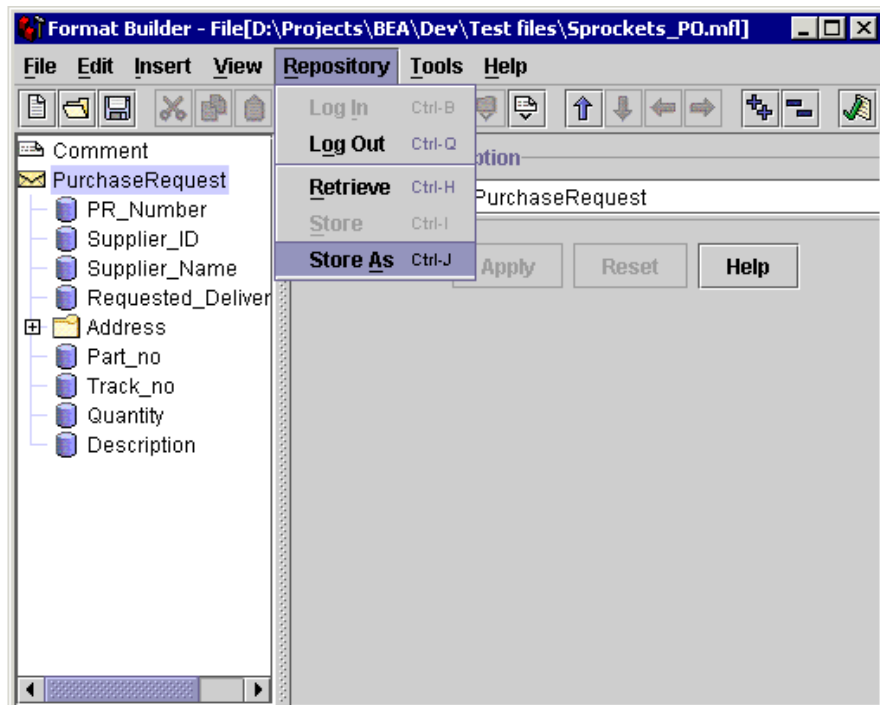 Format Builder - File[D:\Projects\BEA\Dev\Test files\Sprockets_PO.mfl]
File Edit Insert View Repository Tools Help
Log In Ctrl-B
Log Out Ctrl-Q
Retrieve Ctrl-H
Store Ctrl-I
Store As Ctrl-J
Comment
PurchaseRequest
PR_Number
Supplier_ID
Supplier_Name
Requested_Deliver
Address
Part_no
Track_no
Quantity
Description
ption
PurchaseRequest
Apply Reset Help